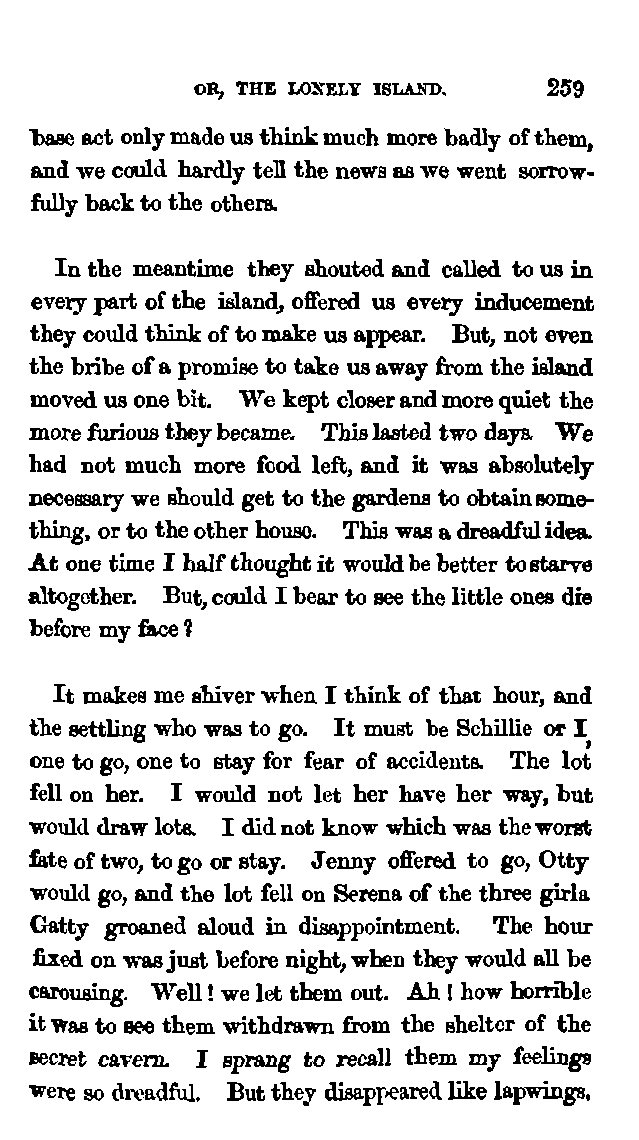 OR, THE LONELY ISLAND. 259
base act only made us think much more badly of them,
and we could hardly tell the news as we went sorrow-
fully back to the others.
In the meantime they shouted and called to us in
every part of the island, offered us every inducement
they could think of to make us appear. But, not even
the bribe of a promise to take us away from the island
moved us one bit. We kept closer and more quiet the
more furious they became. This lasted two days. We
had not much more food left, and it was absolutely
necessary we should get to the gardens to obtain some-
thing, or to the other house. This was a dreadful idea.
At one time I half thought it would be better to starve
altogether. But, could I bear to see the little ones die
before my face?
It makes me shiver when I think of that hour, and
the settling who was to go. It must be Schillie or I,
one to go, one to stay for fear of accidents. The lot
fell on her. I would not let her have her way, but
would draw lots. I did not know which was the worst
fate of two, to go or stay. Jenny offered to go, Otty
would go, and the lot fell on Serena of the three girls.
Gatty groaned aloud in disappointment. The hour
fixed on was just before night, when they would all be
carousing. Well! we let them out. Ah! how horrible
it was to see them withdrawn from the shelter of the
secret cavern. I sprang to recall them my feelings
were so dreadful. But they disappeared like lapwings.